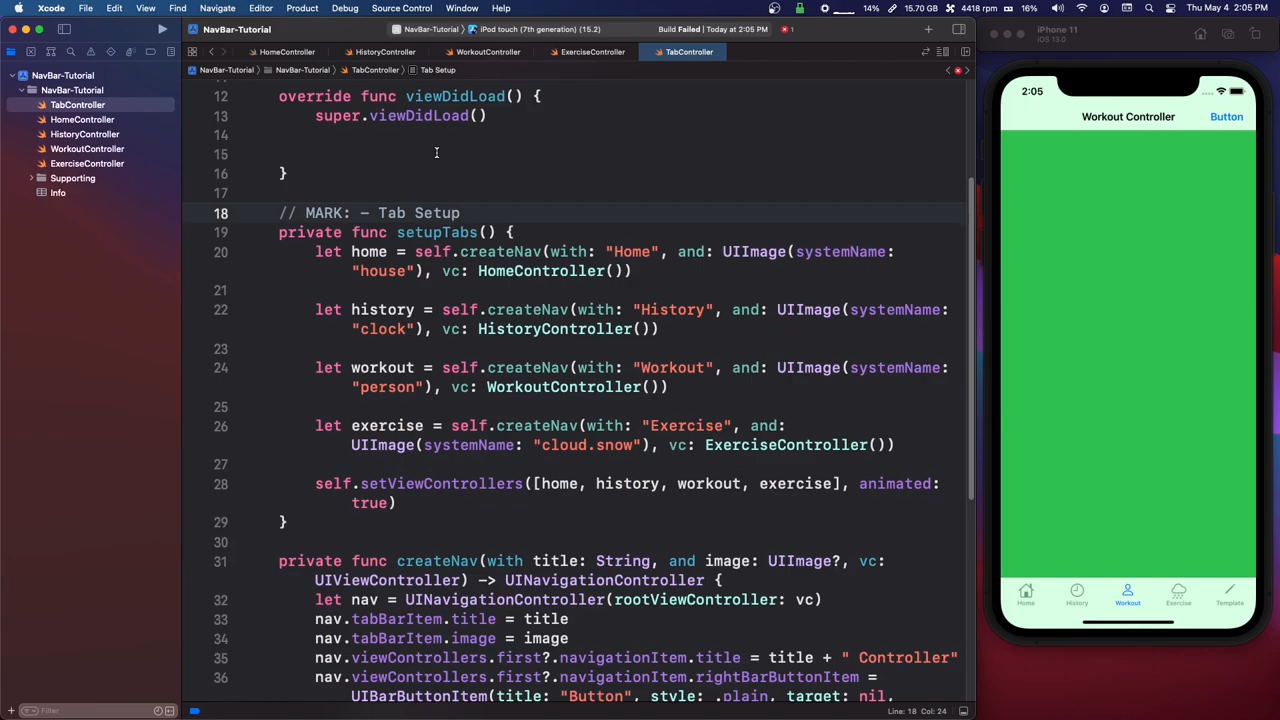 Xcode File Edit View Find Navigate Editor Product Debug Source Control Window Help 14% 15.70 GB 4418 rpm 16% Thu May 4 2:05 PM
NavBar-Tutorial NavBar-Tutorial iPod touch (7th generation) (15.2) Build Failed | Today at 2:05 PM 1
HomeController HistoryController WorkoutController ExerciseController TabController
NavBar-Tutorial NavBar-Tutorial TabController Tab Setup
NavBar-Tutorial
NavBar-Tutorial
TabController
HomeController
HistoryController
WorkoutController
ExerciseController
Supporting
Info
Filter
12 override func viewDidLoad() {
13 super.viewDidLoad()
14
15
16 }
17
18 // MARK: - Tab Setup
19 private func setupTabs() {
20 let home = self.createNav(with: "Home", and: UIImage(systemName:
"house"), vc: HomeController())
21
22 let history = self.createNav(with: "History", and: UIImage(systemName:
"clock"), vc: HistoryController())
23
24 let workout = self.createNav(with: "Workout", and: UIImage(systemName:
"person"), vc: WorkoutController())
25
26 let exercise = self.createNav(with: "Exercise", and:
UIImage(systemName: "cloud.snow"), vc: ExerciseController())
27
28 self.setViewControllers([home, history, workout, exercise], animated:
true)
29 }
30
31 private func createNav(with title: String, and image: UIImage?, vc:
UIViewController) -> UINavigationController {
32 let nav = UINavigationController(rootViewController: vc)
33 nav.tabBarItem.title = title
34 nav.tabBarItem.image = image
35 nav.viewControllers.first?.navigationItem.title = title + " Controller"
36 nav.viewControllers.first?.navigationItem.rightBarButtonItem =
UIBarButtonItem(title: "Button", style: .plain, target: nil,
Line: 18 Col: 24
iPhone 11
iOS 13.0
2:05
Workout Controller Button
Home History Workout Exercise Template